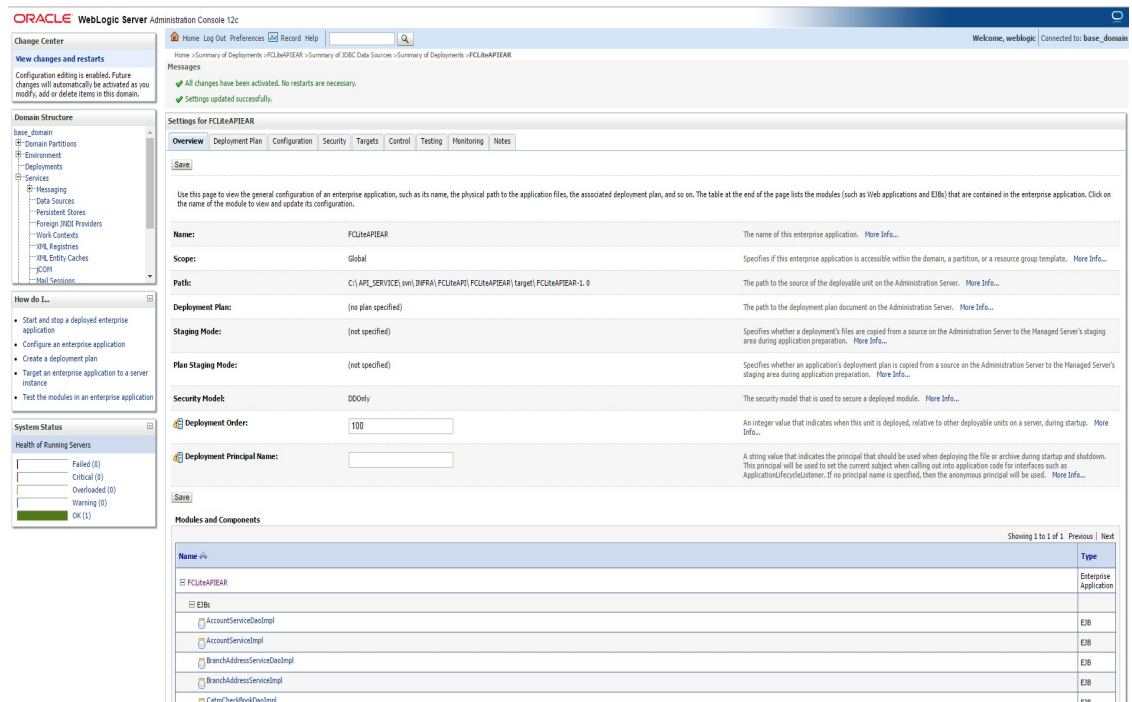 ORACLE WebLogic Server Administration Console 12c
Change Center
View changes and restarts
Configuration editing is enabled. Future
changes will automatically be activated as you
modify, add or delete items in this domain.
Domain Structure
base_domain
Domain Partitions
Environment
Deployments
Services
Messaging
Data Sources
Persistent Stores
Foreign JNDI Providers
Work Contexts
XML Registries
XML Entity Caches
jCOM
Mail Sessions
How do I...
Start and stop a deployed enterprise
application
Configure an enterprise application
Create a deployment plan
Target an enterprise application to a server
instance
Test the modules in an enterprise application
System Status
Health of Running Servers
Failed (0)
Critical (0)
Overloaded (0)
Warning (0)
OK (1)
Home Log Out Preferences Record Help
Welcome, weblogic Connected to: base_domain
Home >Summary of Deployments >FCLiteAPIEAR >Summary of JDBC Data Sources >Summary of Deployments >FCLiteAPIEAR
Messages
All changes have been activated. No restarts are necessary.
Settings updated successfully.
Settings for FCLiteAPIEAR
Overview Deployment Plan Configuration Security Targets Control Testing Monitoring Notes
Save
Use this page to view the general configuration of an enterprise application, such as its name, the physical path to the application files, the associated deployment plan, and so on. The table at the end of the page lists the modules (such as Web applications and EJBs) that are contained in the enterprise application. Click on
the name of the module to view and update its configuration.
Name: FCLiteAPIEAR The name of this enterprise application. More Info...
Scope: Global Specifies if this enterprise application is accessible within the domain, a partition, or a resource group template. More Info...
Path: C:\ API_SERVICE\ svn\ INFRA\ FCLiteAPI\ FCLiteAPIEAR\ target\ FCLiteAPIEAR-1. 0 The path to the source of the deployable unit on the Administration Server. More Info...
Deployment Plan: (no plan specified) The path to the deployment plan document on the Administration Server. More Info...
Staging Mode: (not specified) Specifies whether a deployment's files are copied from a source on the Administration Server to the Managed Server's staging
area during application preparation. More Info...
Plan Staging Mode: (not specified) Specifies whether an application's deployment plan is copied from a source on the Administration Server to the Managed Server's
staging area during application preparation. More Info...
Security Model: DDOnly The security model that is used to secure a deployed module. More Info...
Deployment Order: 100 An integer value that indicates when this unit is deployed, relative to other deployable units on a server, during startup. More
Info...
Deployment Principal Name: A string value that indicates the principal that should be used when deploying the file or archive during startup and shutdown.
This principal will be used to set the current subject when calling out into application code for interfaces such as
ApplicationLifecycleListener. If no principal name is specified, then the anonymous principal will be used. More Info...
Save
Modules and Components
Showing 1 to 1 of 1 Previous | Next
Name Type
FCLiteAPIEAR Enterprise
Application
EJBs
AccountServiceDaoImpl EJB
AccountServiceImpl EJB
BranchAddressServiceDaoImpl EJB
BranchAddressServiceImpl EJB
CatmCheckBookDaoImpl EJB